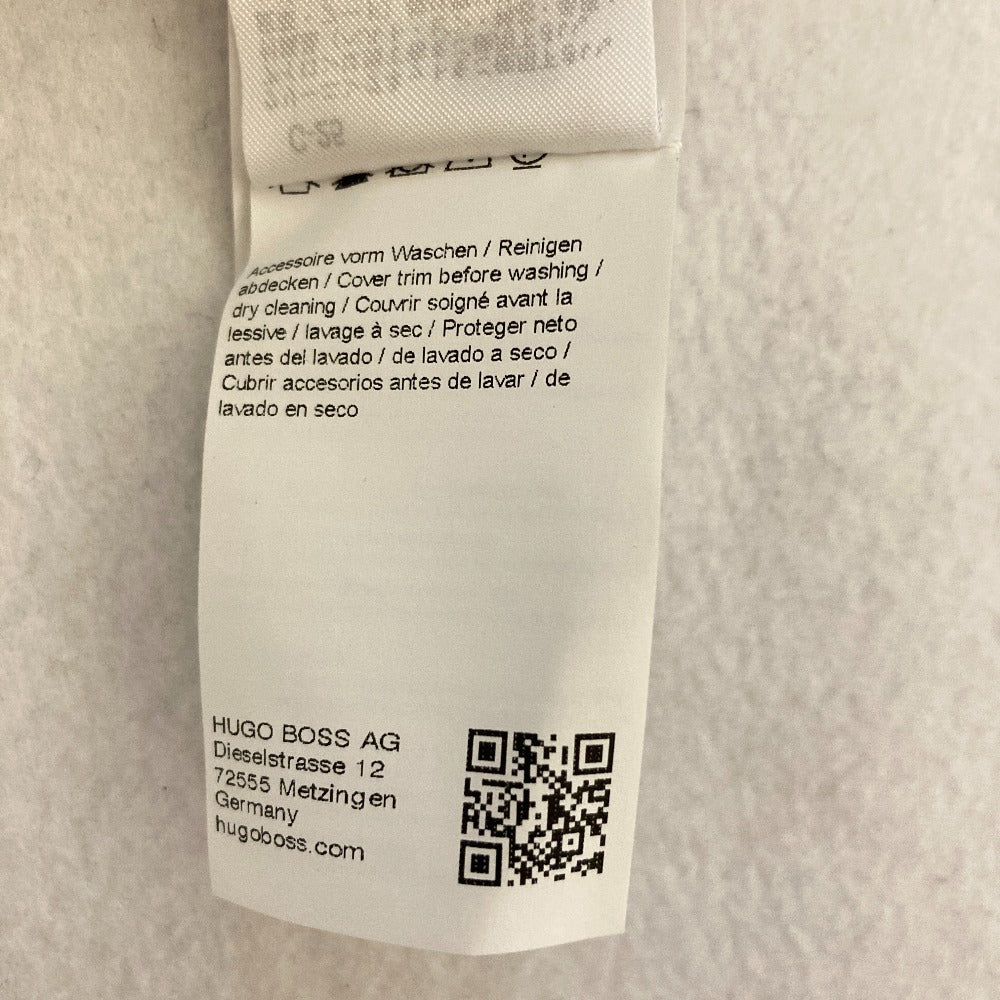 Accessoire vorm Waschen / Reinigen
abdecken / Cover trim before washing /
dry cleaning / Couvrir soigné avant la
lessive / lavage à sec / Proteger neto
antes del lavado / de lavado a seco /
Cubrir accesorios antes de lavar / de
lavado en seco
HUGO BOSS AG
Dieselstrasse 12
72555 Metzingen
Germany
hugoboss.com